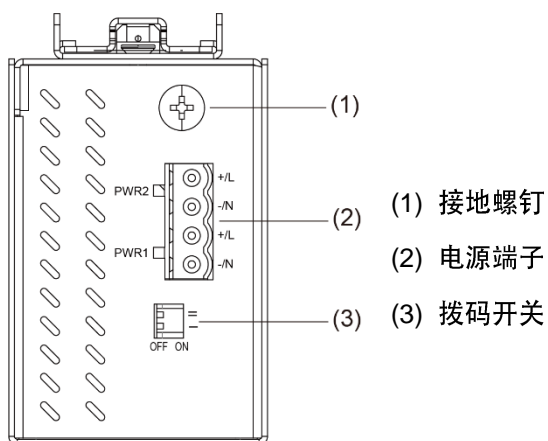 (1)
+/L
PWR2
-/N
(2)
+/L
PWR1
-/N
(3)
OFF ON
(1) 接地螺钉
(2) 电源端子
(3) 拨码开关